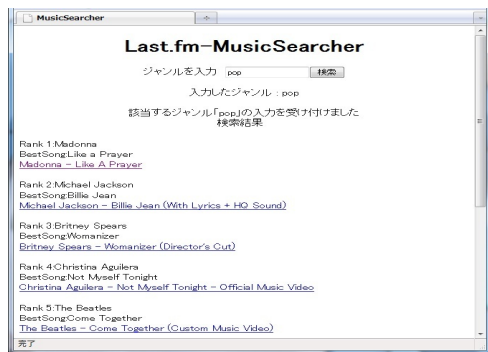 MusicSearcher
Last.fm-MusicSearcher
ジャンルを入力 pop 検索
入力したジャンル : pop
該当するジャンル「pop」の入力を受け付けました
検索結果
Rank 1:Madonna
BestSong:Like a Prayer
Madonna - Like A Prayer
Rank 2:Michael Jackson
BestSong:Billie Jean
Michael Jackson - Billie Jean (With Lyrics + HQ Sound)
Rank 3:Britney Spears
BestSong:Womanizer
Britney Spears - Womanizer (Director's Cut)
Rank 4:Christina Aguilera
BestSong:Not Myself Tonight
Christina Aguilera - Not Myself Tonight - Official Music Video
Rank 5:The Beatles
BestSong:Come Together
The Beatles - Come Together (Custom Music Video)
完了